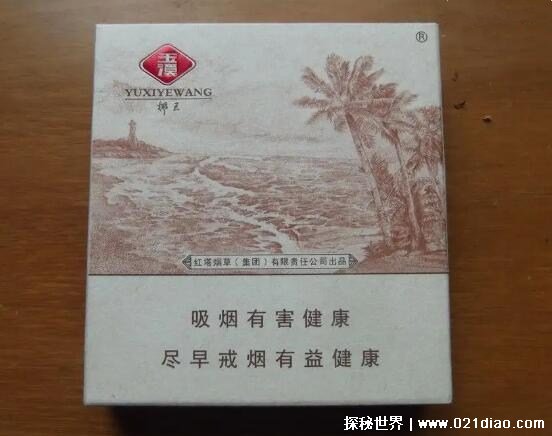 ®
玉溪
YUXIYEWANG
椰王
红塔烟草(集团)有限责任公司出品
吸烟有害健康
尽早戒烟有益健康
探秘世界 | www.021diao.com